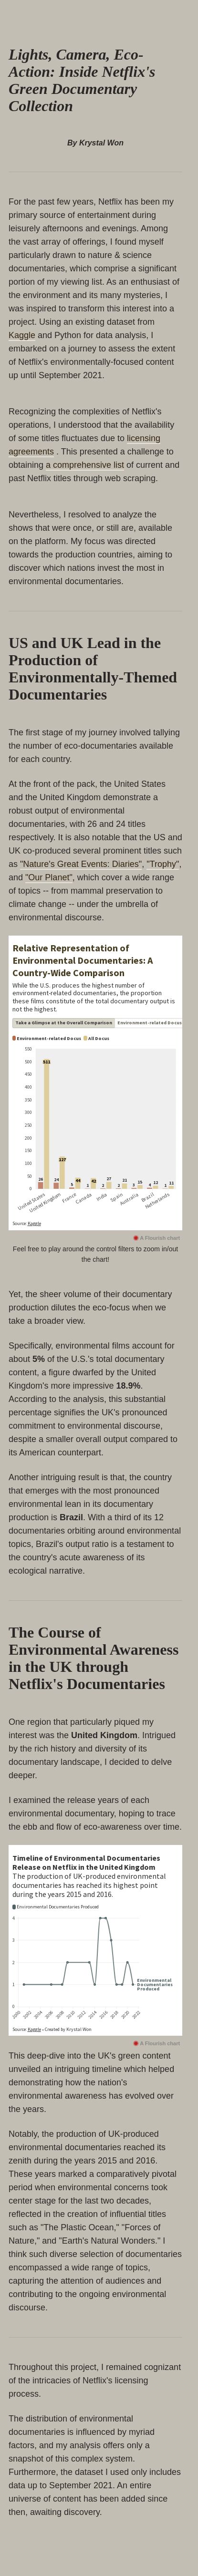 Lights, Camera, Eco-
Action: Inside Netflix's
Green Documentary
Collection
By Krystal Won
For the past few years, Netflix has been my
primary source of entertainment during
leisurely afternoons and evenings. Among
the vast array of offerings, I found myself
particularly drawn to nature & science
documentaries, which comprise a significant
portion of my viewing list. As an enthusiast of
the environment and its many mysteries, I
was inspired to transform this interest into a
project. Using an existing dataset from
Kaggle and Python for data analysis, I
embarked on a journey to assess the extent
of Netflix's environmentally-focused content
up until September 2021.
Recognizing the complexities of Netflix's
operations, I understood that the availability
of some titles fluctuates due to licensing
agreements . This presented a challenge to
obtaining a comprehensive list of current and
past Netflix titles through web scraping.
Nevertheless, I resolved to analyze the
shows that were once, or still are, available
on the platform. My focus was directed
towards the production countries, aiming to
discover which nations invest the most in
environmental documentaries.
US and UK Lead in the
Production of
Environmentally-Themed
Documentaries
The first stage of my journey involved tallying
the number of eco-documentaries available
for each country.
At the front of the pack, the United States
and the United Kingdom demonstrate a
robust output of environmental
documentaries, with 26 and 24 titles
respectively. It is also notable that the US and
UK co-produced several prominent titles such
as "Nature's Great Events: Diaries", "Trophy",
and "Our Planet", which cover a wide range
of topics -- from mammal preservation to
climate change -- under the umbrella of
environmental discourse.
Relative Representation of
Environmental Documentaries: A
Country-Wide Comparison
While the U.S. produces the highest number of
environment-related documentaries, the proportion
these films constitute of the total documentary output is
not the highest.
Take a Glimpse at the Overall Comparison Environment-related Docus
Environment-related Docus All Docus
550
500
450
400
350
300
250
200
150
100
50
0
511
127
26 24 5 44 1 42 1 27 2 21 3 15 4 12 1 11
United States United Kingdom France Canada India Spain Australia Brazil Netherlands
Source: Kaggle
A Flourish chart
Feel free to play around the control filters to zoom in/out
the chart!
Yet, the sheer volume of their documentary
production dilutes the eco-focus when we
take a broader view.
Specifically, environmental films account for
about 5% of the U.S.'s total documentary
content, a figure dwarfed by the United
Kingdom's more impressive 18.9%.
According to the analysis, this substantial
percentage signifies the UK's pronounced
commitment to environmental discourse,
despite a smaller overall output compared to
its American counterpart.
Another intriguing result is that, the country
that emerges with the most pronounced
environmental lean in its documentary
production is Brazil. With a third of its 12
documentaries orbiting around environmental
topics, Brazil's output ratio is a testament to
the country's acute awareness of its
ecological narrative.
The Course of
Environmental Awareness
in the UK through
Netflix's Documentaries
One region that particularly piqued my
interest was the United Kingdom. Intrigued
by the rich history and diversity of its
documentary landscape, I decided to delve
deeper.
I examined the release years of each
environmental documentary, hoping to trace
the ebb and flow of eco-awareness over time.
Timeline of Environmental Documentaries
Release on Netflix in the United Kingdom
The production of UK-produced environmental
documentaries has reached its highest point
during the years 2015 and 2016.
Environmental Documentaries Produced
4
3
2
1
0
Environmental
Documentaries
Produced
2000 2002 2004 2006 2008 2010 2012 2014 2016 2018 2020 2022
Source: Kaggle • Created by Krystal Won
A Flourish chart
This deep-dive into the UK's green content
unveiled an intriguing timeline which helped
demonstrating how the nation's
environmental awareness has evolved over
the years.
Notably, the production of UK-produced
environmental documentaries reached its
zenith during the years 2015 and 2016.
These years marked a comparatively pivotal
period when environmental concerns took
center stage for the last two decades,
reflected in the creation of influential titles
such as "The Plastic Ocean," "Forces of
Nature," and "Earth's Natural Wonders." I
think such diverse selection of documentaries
encompassed a wide range of topics,
capturing the attention of audiences and
contributing to the ongoing environmental
discourse.
Throughout this project, I remained cognizant
of the intricacies of Netflix's licensing
process.
The distribution of environmental
documentaries is influenced by myriad
factors, and my analysis offers only a
snapshot of this complex system.
Furthermore, the dataset I used only includes
data up to September 2021. An entire
universe of content has been added since
then, awaiting discovery.